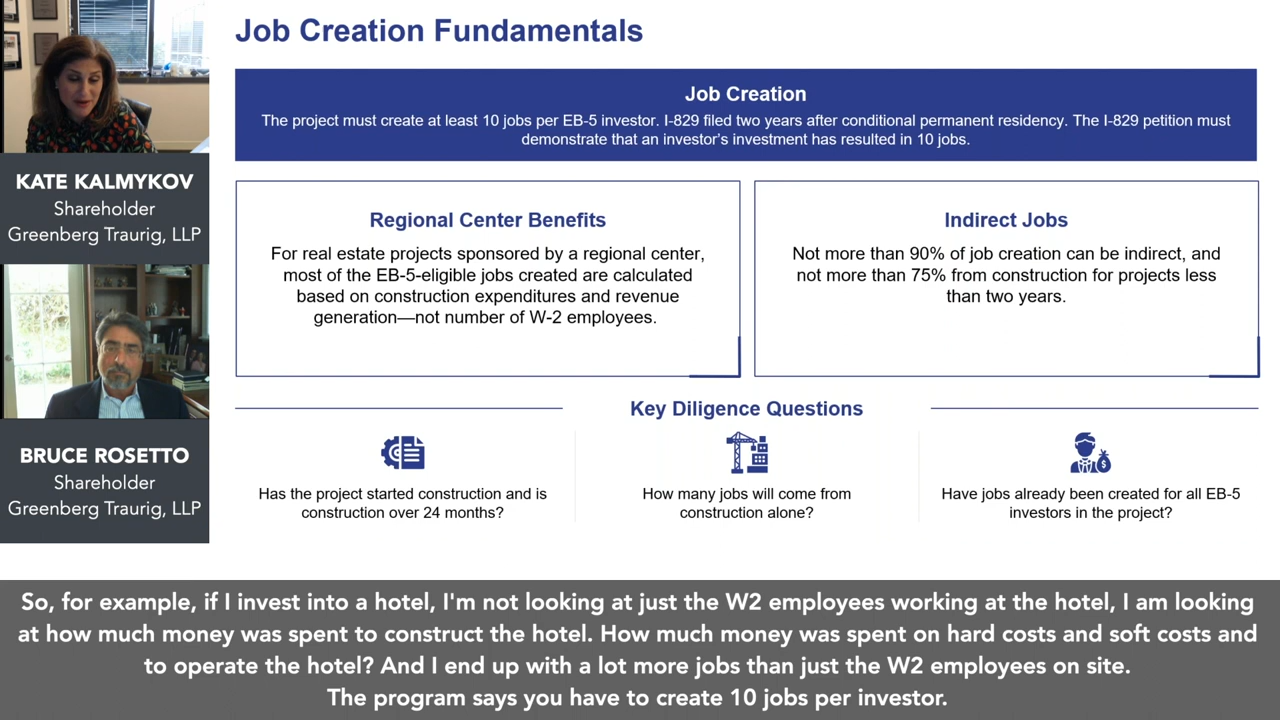 Job Creation Fundamentals
Job Creation
The project must create at least 10 jobs per EB-5 investor. I-829 filed two years after conditional permanent residency. The I-829 petition must
demonstrate that an investor's investment has resulted in 10 jobs.
KATE KALMYKOV
Shareholder
Greenberg Traurig, LLP
Regional Center Benefits
For real estate projects sponsored by a regional center,
most of the EB-5-eligible jobs created are calculated
based on construction expenditures and revenue
generation—not number of W-2 employees.
Indirect Jobs
Not more than 90% of job creation can be indirect, and
not more than 75% from construction for projects less
than two years.
BRUCE ROSETTO
Shareholder
Greenberg Traurig, LLP
Key Diligence Questions
Has the project started construction and is
construction over 24 months?
How many jobs will come from
construction alone?
Have jobs already been created for all EB-5
investors in the project?
So, for example, if I invest into a hotel, I'm not looking at just the W2 employees working at the hotel, I am looking
at how much money was spent to construct the hotel. How much money was spent on hard costs and soft costs and
to operate the hotel? And I end up with a lot more jobs than just the W2 employees on site.
The program says you have to create 10 jobs per investor.